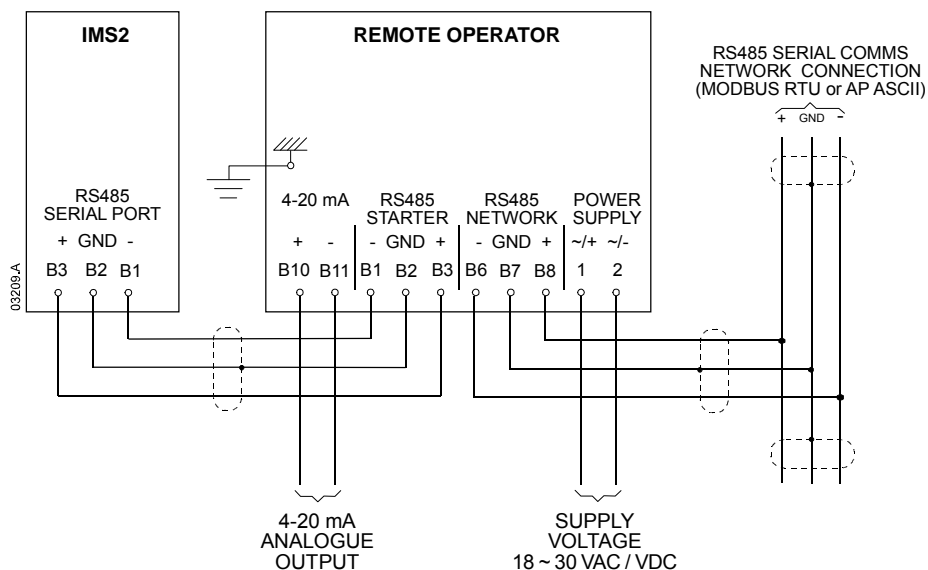 IMS2
REMOTE OPERATOR
RS485 SERIAL COMMS
NETWORK CONNECTION
(MODBUS RTU or AP ASCII)
+ GND -
RS485
SERIAL PORT
+ GND -
B3 B2 B1
4-20 mA
RS485
STARTER
RS485
NETWORK
POWER
SUPPLY
+ - - GND + - GND + ~/+ ~/-
B10 B11 B1 B2 B3 B6 B7 B8 1 2
03209.A
4-20 mA
ANALOGUE
OUTPUT
SUPPLY
VOLTAGE
18 ~ 30 VAC / VDC